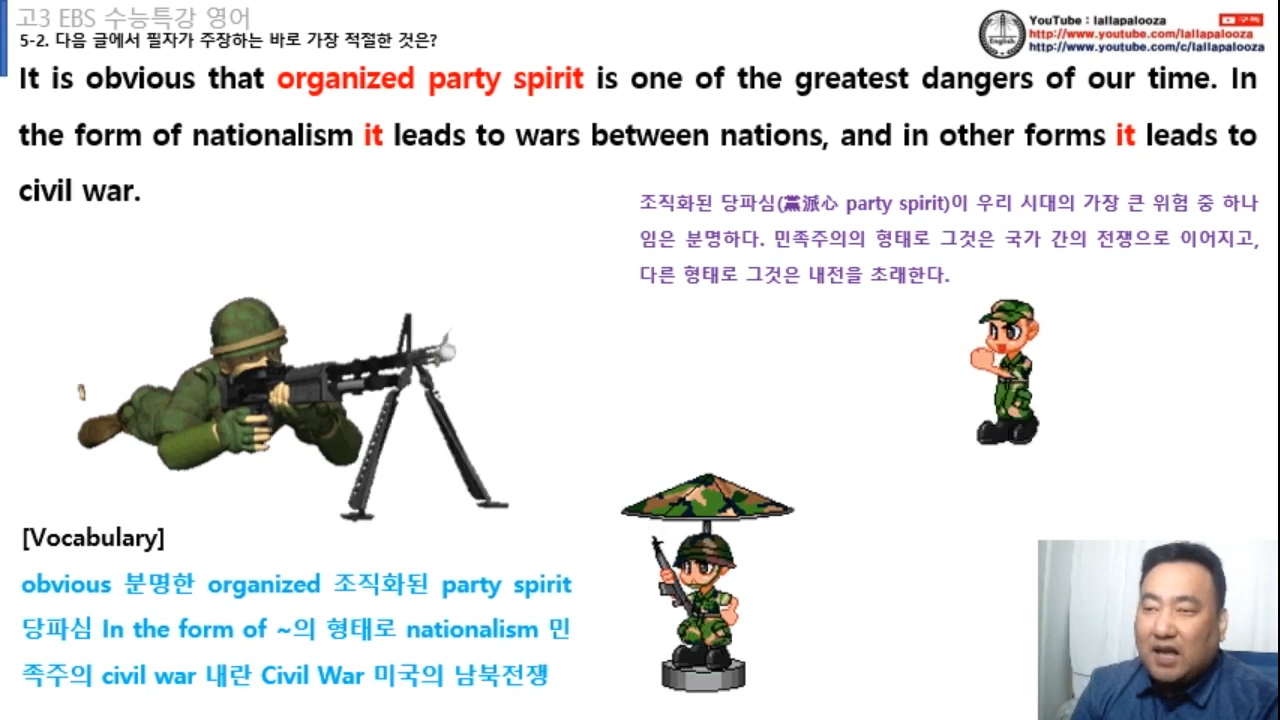 고3 EBS 수능특강 영어
5-2. 다음 글에서 필자가 주장하는 바로 가장 적절한 것은?
YouTube : lallapalooza
구독
http://www.youtube.com/lallapalooza
http://www.youtube.com/c/lallapalooza
English
It is obvious that organized party spirit is one of the greatest dangers of our time. In
the form of nationalism it leads to wars between nations, and in other forms it leads to
civil war.
조직화된 당파심(黨派心 party spirit)이 우리 시대의 가장 큰 위험 중 하나
임은 분명하다. 민족주의의 형태로 그것은 국가 간의 전쟁으로 이어지고,
다른 형태로 그것은 내전을 초래한다.
[Vocabulary]
obvious 분명한 organized 조직화된 party spirit
당파심 In the form of ~의 형태로 nationalism 민
족주의 civil war 내란 Civil War 미국의 남북전쟁